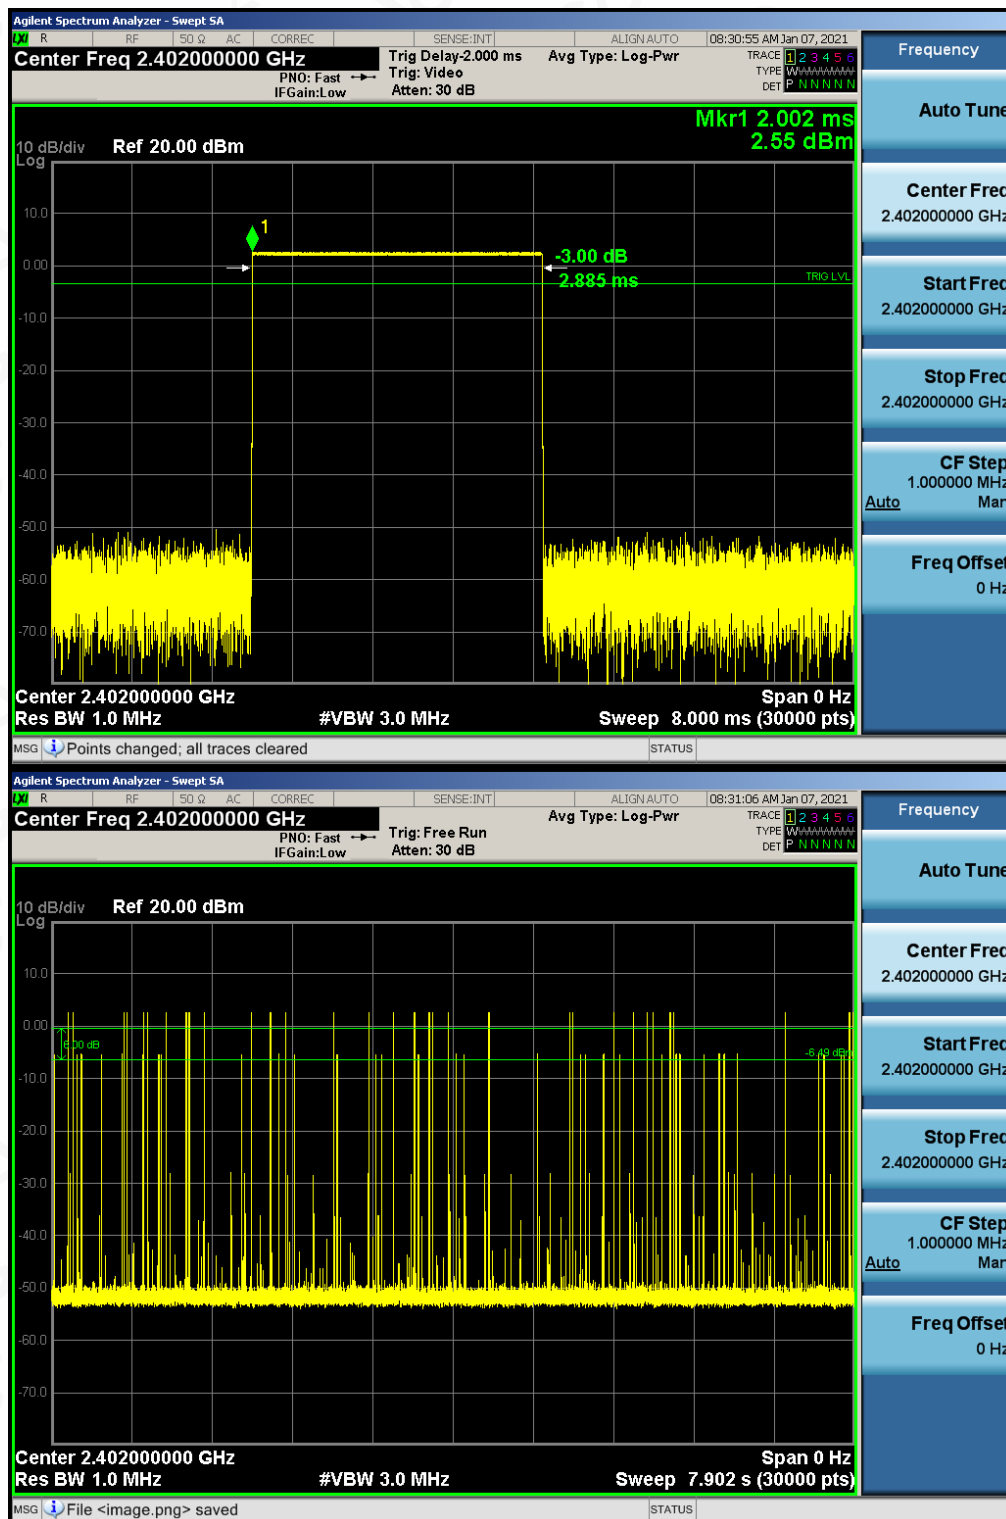 Agilent Spectrum Analyzer - Swept SA
LXI R RF 50 Ω AC CORREC SENSE:INT ALIGN AUTO 08:30:55 AM Jan 07, 2021
Center Freq 2.402000000 GHz
PNO: Fast
IFGain:Low
Trig Delay-2.000 ms
Trig: Video
Atten: 30 dB
Avg Type: Log-Pwr
TRACE 1 2 3 4 5 6
TYPE
DET P N N N N N
Mkr1 2.002 ms
2.55 dBm
10 dB/div Ref 20.00 dBm
Log
10.0
1
-3.00 dB
0.00
2.885 ms
TRIG LVL
-10.0
-20.0
-30.0
-40.0
-50.0
-60.0
-70.0
Center 2.402000000 GHz Span 0 Hz
Res BW 1.0 MHz #VBW 3.0 MHz Sweep 8.000 ms (30000 pts)
MSG Points changed; all traces cleared STATUS
Frequency
Auto Tune
Center Freq
2.402000000 GHz
Start Freq
2.402000000 GHz
Stop Freq
2.402000000 GHz
CF Step
1.000000 MHz
Auto Man
Freq Offset
0 Hz
Agilent Spectrum Analyzer - Swept SA
LXI R RF 50 Ω AC CORREC SENSE:INT ALIGN AUTO 08:31:06 AM Jan 07, 2021
Center Freq 2.402000000 GHz
PNO: Fast
IFGain:Low
Trig: Free Run
Atten: 30 dB
Avg Type: Log-Pwr
TRACE 1 2 3 4 5 6
TYPE
DET P N N N N N
10 dB/div Ref 20.00 dBm
Log
10.0
0.00
6.00 dB
-6.49 dBm
-10.0
-20.0
-30.0
-40.0
-50.0
-60.0
-70.0
Center 2.402000000 GHz Span 0 Hz
Res BW 1.0 MHz #VBW 3.0 MHz Sweep 7.902 s (30000 pts)
MSG File <image.png> saved STATUS
Frequency
Auto Tune
Center Freq
2.402000000 GHz
Start Freq
2.402000000 GHz
Stop Freq
2.402000000 GHz
CF Step
1.000000 MHz
Auto Man
Freq Offset
0 Hz